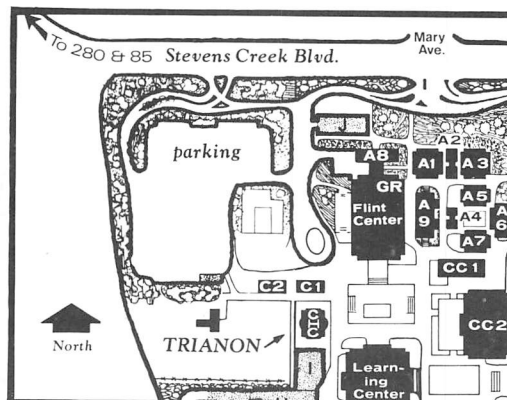 Mary
Ave.
To 280 & 85
Stevens Creek Blvd.
J
parking
A8
A1
A2
A3
GR
Flint
Center
A
9
A5
A4
A
6
A7
CC1
C2
C1
CHC
CC2
North
TRIANON
I
Learn-
ing
Center